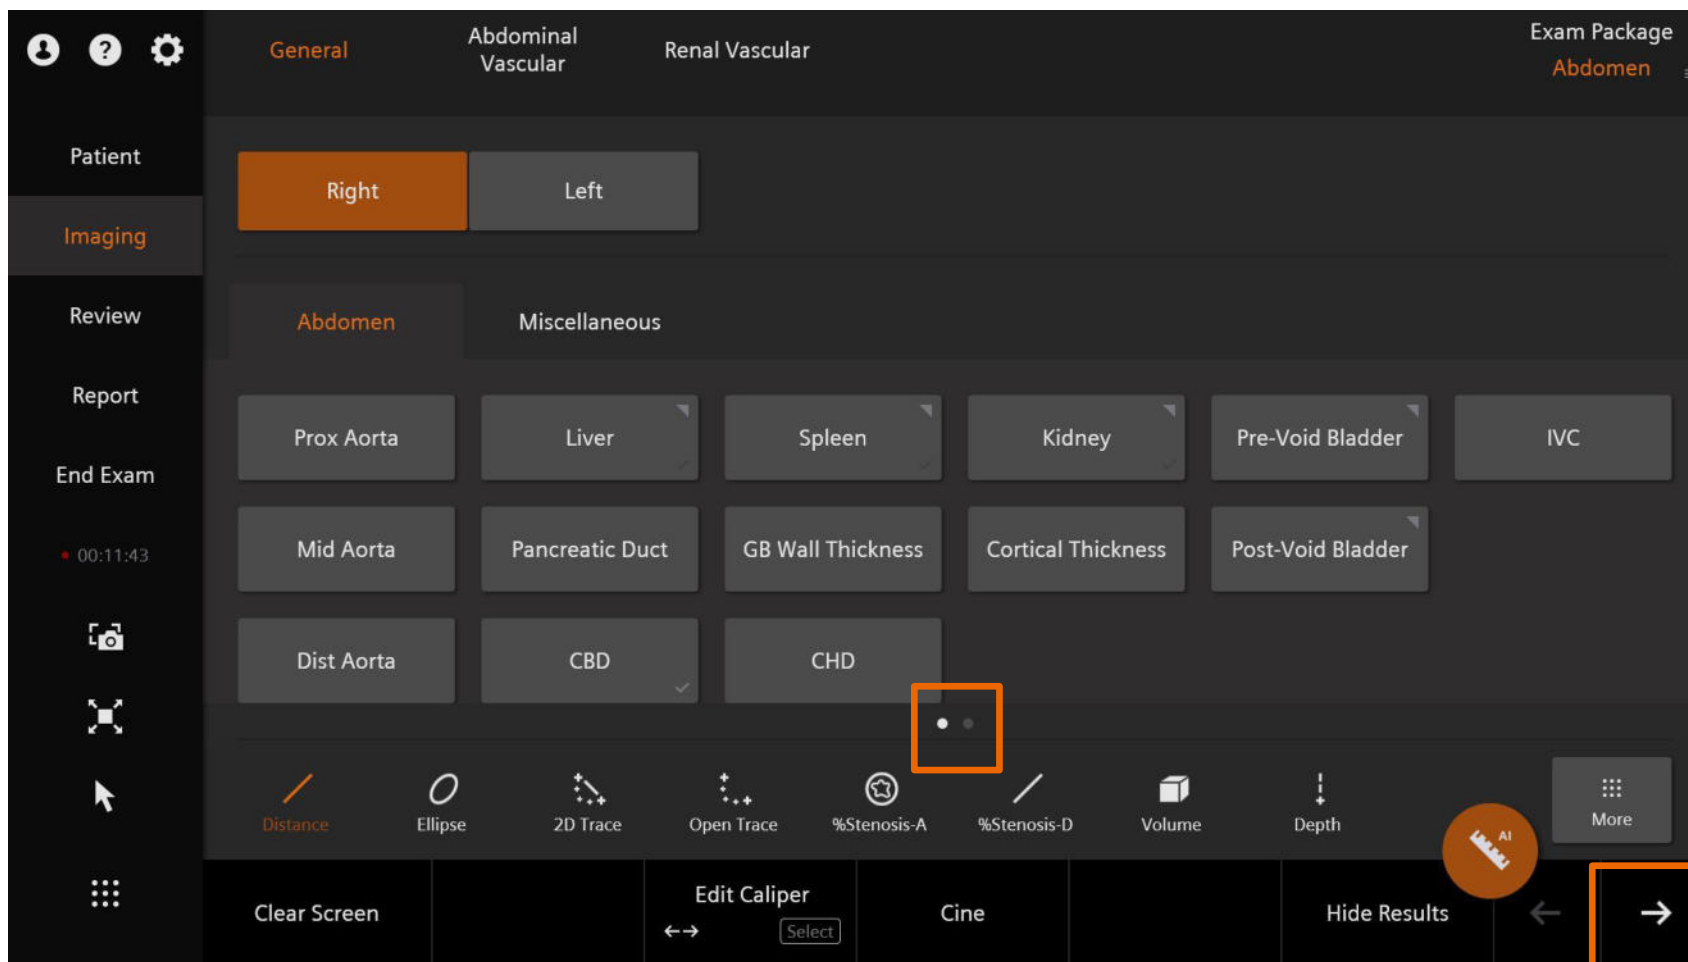 General
Abdominal
Vascular
Renal Vascular
Exam Package
Abdomen
Patient
Imaging
Review
Report
End Exam
00:11:43
Right
Left
Abdomen
Miscellaneous
Prox Aorta
Liver
Spleen
Kidney
Pre-Void Bladder
IVC
Mid Aorta
Pancreatic Duct
GB Wall Thickness
Cortical Thickness
Post-Void Bladder
Dist Aorta
CBD
CHD
Distance
Ellipse
2D Trace
Open Trace
%Stenosis-A
%Stenosis-D
Volume
Depth
AI
More
Clear Screen
Edit Caliper
Select
Cine
Hide Results